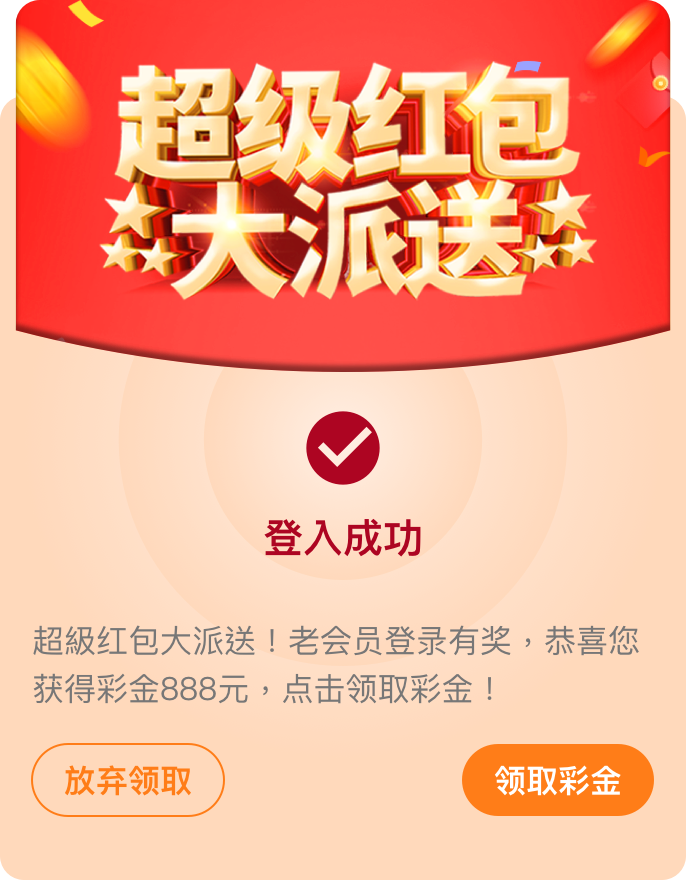 超级红包
大派送
登入成功
超級红包大派送！老会员登录有奖，恭喜您
获得彩金888元，点击领取彩金！
放弃领取
领取彩金